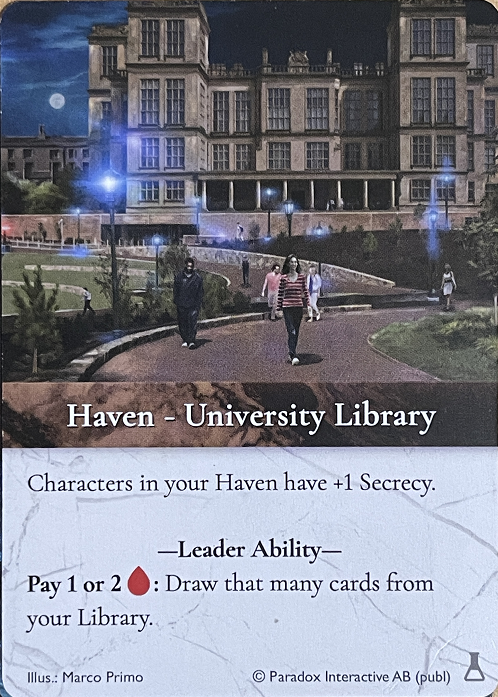 Haven - University Library
Characters in your Haven have +1 Secrecy.
—Leader Ability—
Pay 1 or 2 : Draw that many cards from
your Library.
Illus.: Marco Primo © Paradox Interactive AB (publ)